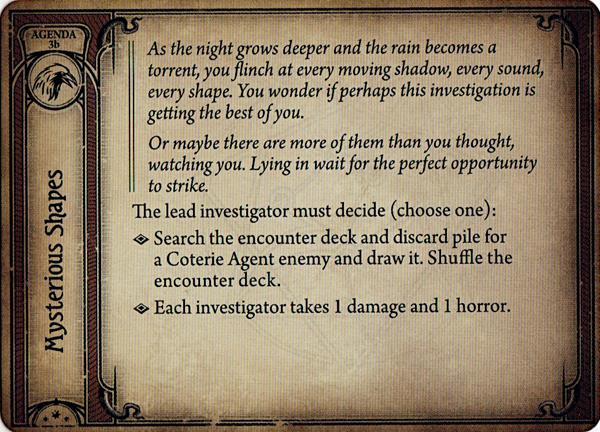 AGENDA
3b
Mysterious Shapes
As the night grows deeper and the rain becomes a
torrent, you flinch at every moving shadow, every sound,
every shape. You wonder if perhaps this investigation is
getting the best of you.
Or maybe there are more of them than you thought,
watching you. Lying in wait for the perfect opportunity
to strike.
The lead investigator must decide (choose one):
Search the encounter deck and discard pile for
a Coterie Agent enemy and draw it. Shuffle the
encounter deck.
Each investigator takes 1 damage and 1 horror.